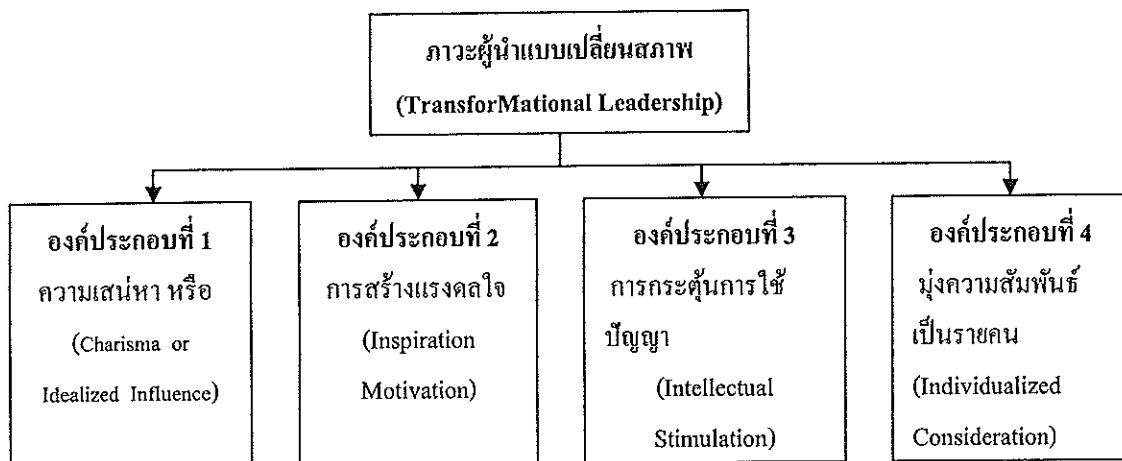 ภาวะผู้นำแบบเปลี่ยนสภาพ
(TransforMational Leadership)
องค์ประกอบที่ 1
ความเสน่หา หรือ
(Charisma or
Idealized Influence)
องค์ประกอบที่ 2
การสร้างแรงดลใจ
(Inspiration
Motivation)
องค์ประกอบที่ 3
การกระตุ้นการใช้
ปัญญา
(Intellectual
Stimulation)
องค์ประกอบที่ 4
มุ่งความสัมพันธ์
เป็นรายคน
(Individualized
Consideration)